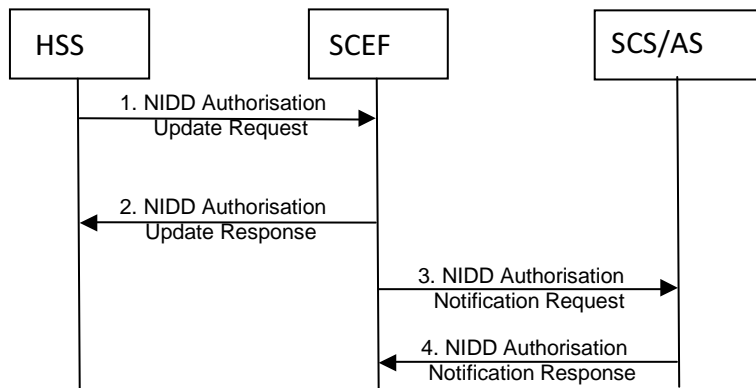 HSS
SCEF
SCS/AS
1. NIDD Authorisation
Update Request
2. NIDD Authorisation
Update Response
3. NIDD Authorisation
Notification Request
4. NIDD Authorisation
Notification Response